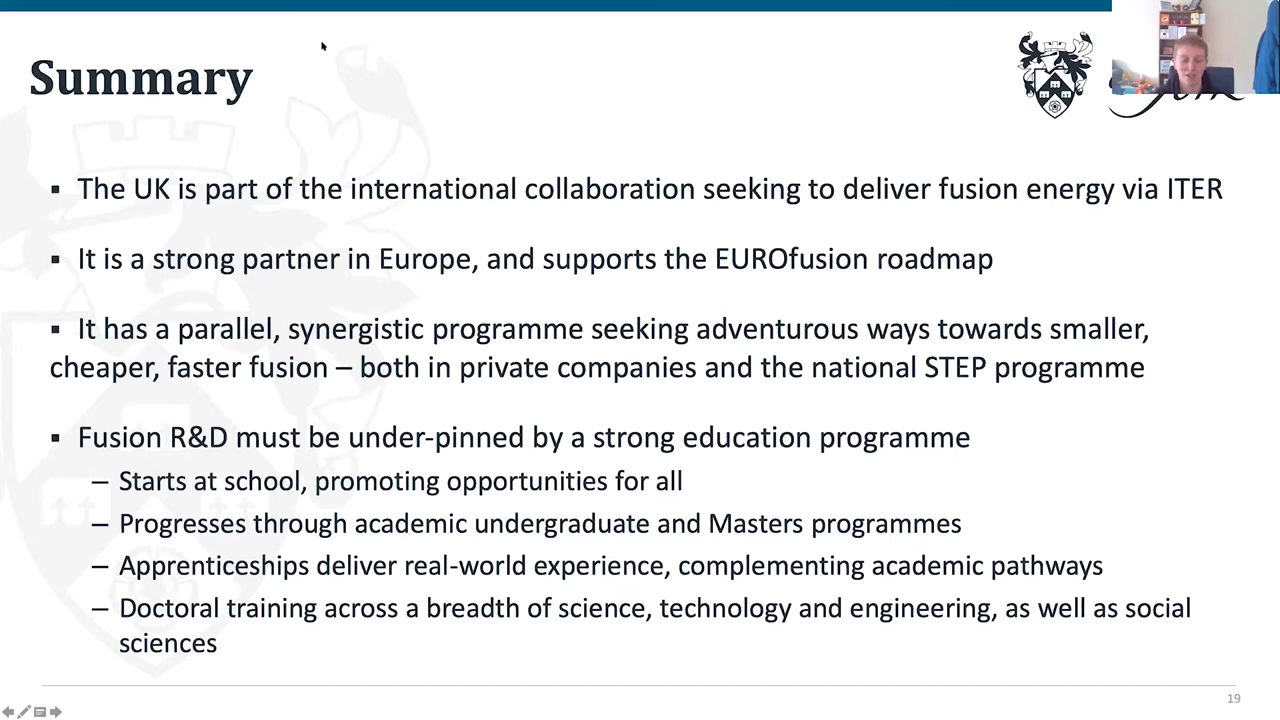 Summary
▪ The UK is part of the international collaboration seeking to deliver fusion energy via ITER
▪ It is a strong partner in Europe, and supports the EUROfusion roadmap
▪ It has a parallel, synergistic programme seeking adventurous ways towards smaller,
cheaper, faster fusion – both in private companies and the national STEP programme
▪ Fusion R&D must be under-pinned by a strong education programme
– Starts at school, promoting opportunities for all
– Progresses through academic undergraduate and Masters programmes
– Apprenticeships deliver real-world experience, complementing academic pathways
– Doctoral training across a breadth of science, technology and engineering, as well as social
sciences
19